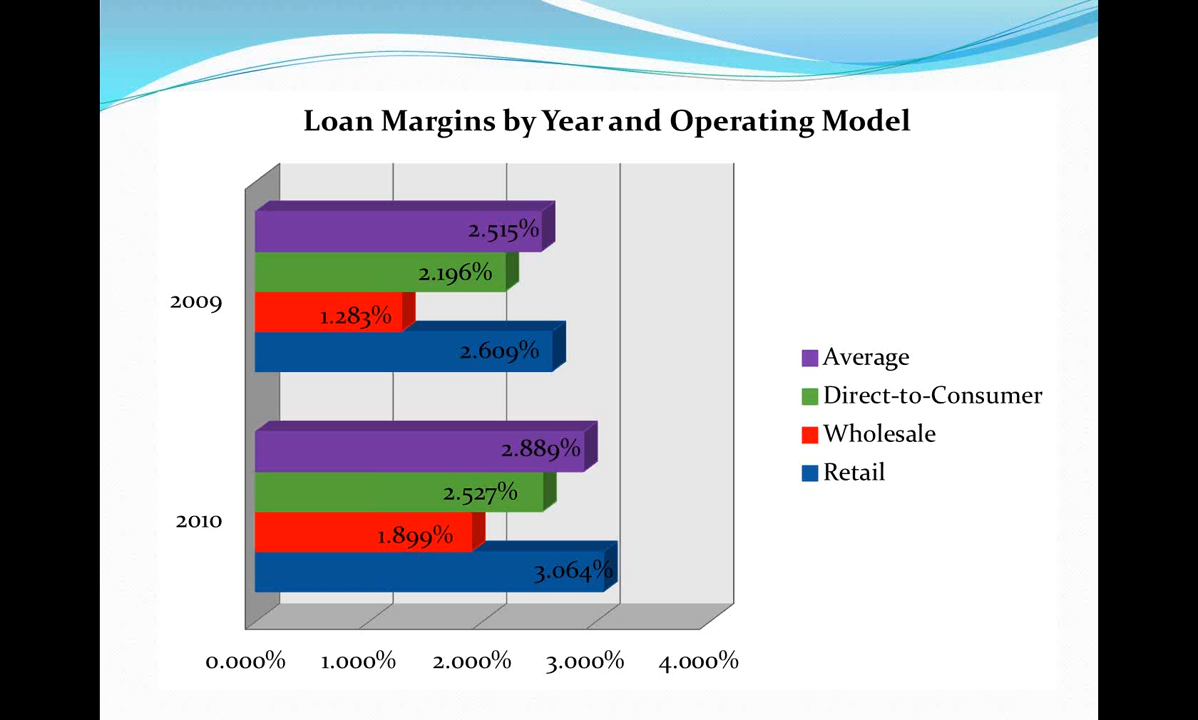 Loan Margins by Year and Operating Model
2.515%
2.196%
2009
1.283%
2.609%
Average
Direct-to-Consumer
Wholesale
Retail
2.889%
2.527%
2010
1.899%
3.064%
0.000% 1.000% 2.000% 3.000% 4.000%